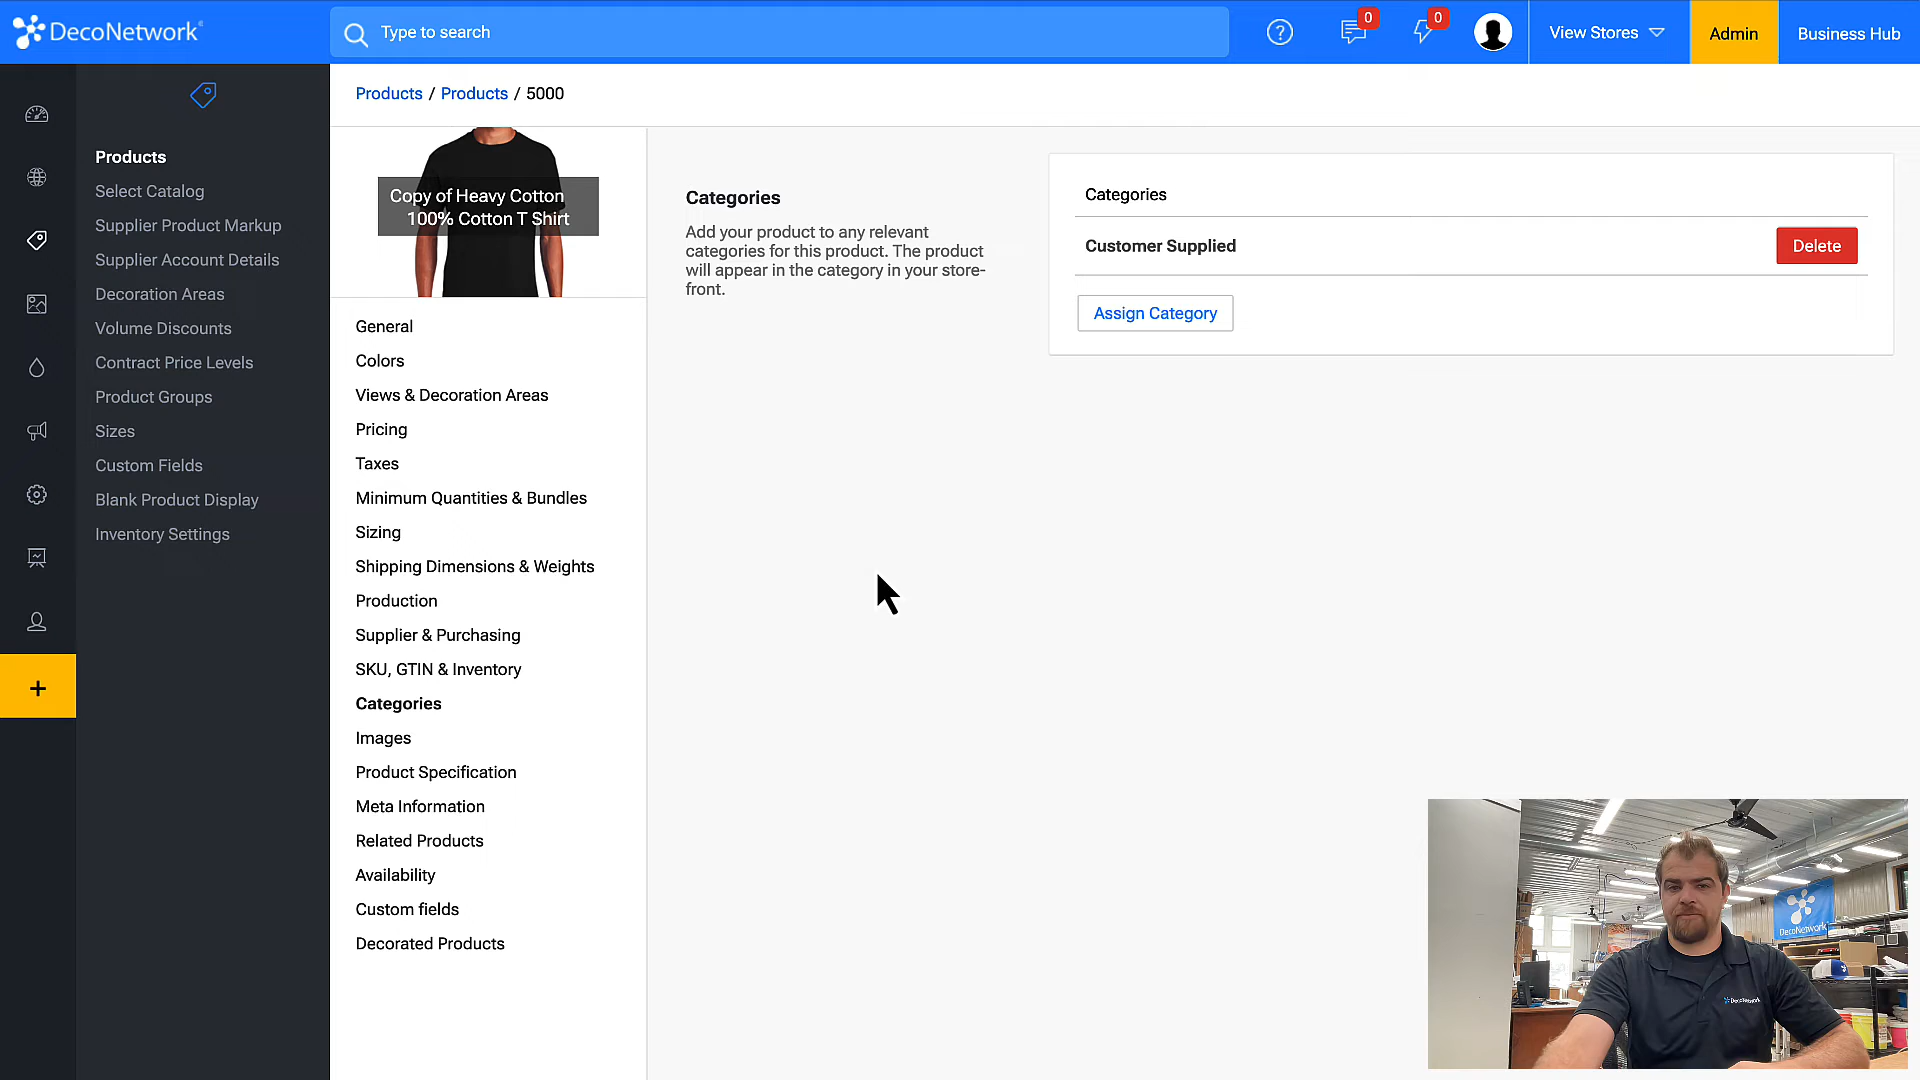 DecoNetwork
Type to search
0
0
View Stores
Admin
Business Hub
Products / Products / 5000
Products
Select Catalog
Supplier Product Markup
Supplier Account Details
Decoration Areas
Volume Discounts
Contract Price Levels
Product Groups
Sizes
Custom Fields
Blank Product Display
Inventory Settings
Copy of Heavy Cotton
100% Cotton T Shirt
General
Colors
Views & Decoration Areas
Pricing
Taxes
Minimum Quantities & Bundles
Sizing
Shipping Dimensions & Weights
Production
Supplier & Purchasing
SKU, GTIN & Inventory
Categories
Images
Product Specification
Meta Information
Related Products
Availability
Custom fields
Decorated Products
Categories
Add your product to any relevant
categories for this product. The product
will appear in the category in your store-
front.
Categories
Customer Supplied
Delete
Assign Category
DecoNetwork
DecoNetwork